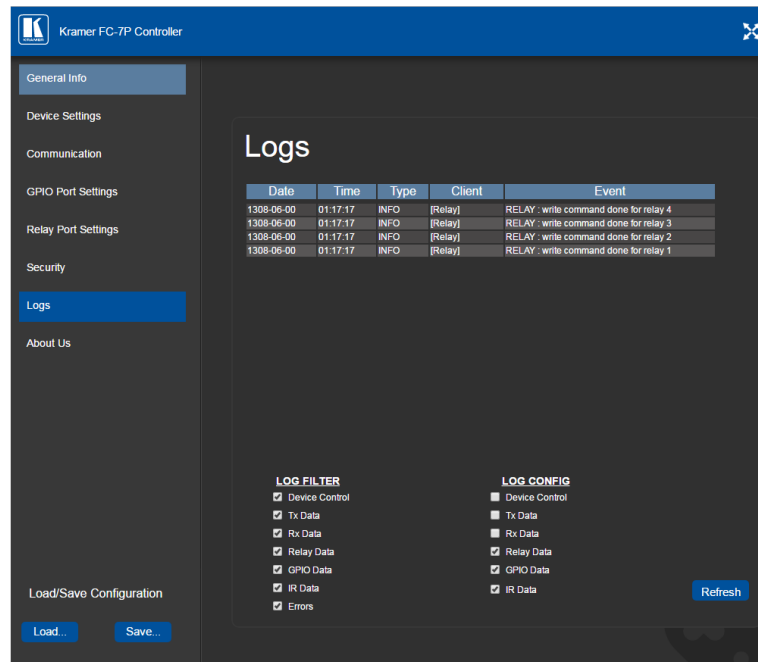 KRAMER
Kramer FC-7P Controller
General Info
Device Settings
Communication
GPIO Port Settings
Relay Port Settings
Security
Logs
About Us
Load/Save Configuration
Load... Save...
Logs
Date Time Type Client Event
1308-06-00 01:17:17 INFO [Relay] RELAY : write command done for relay 4
1308-06-00 01:17:17 INFO [Relay] RELAY : write command done for relay 3
1308-06-00 01:17:17 INFO [Relay] RELAY : write command done for relay 2
1308-06-00 01:17:17 INFO [Relay] RELAY : write command done for relay 1
LOG FILTER
Device Control
Tx Data
Rx Data
Relay Data
GPIO Data
IR Data
Errors
LOG CONFIG
Device Control
Tx Data
Rx Data
Relay Data
GPIO Data
IR Data
Refresh